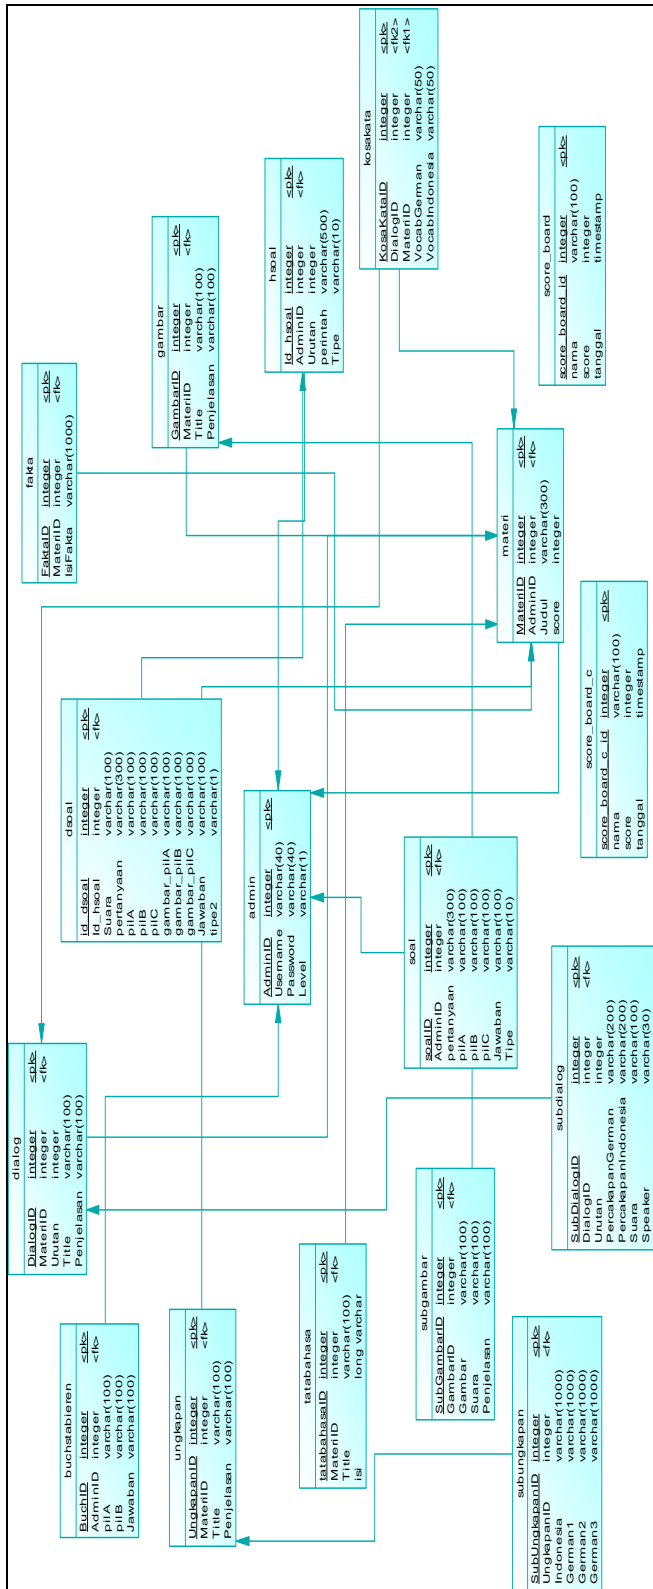 dialog
DialogID integer <pk>
MateriID integer <fk>
Urutan integer
Title varchar(100)
Penjelasan varchar(100)
buchstabieren
BuchID integer <pk>
AdminID integer <fk>
pilA varchar(100)
pilB varchar(100)
Jawaban varchar(100)
ungkapan
UngkapanID integer <pk>
MateriID integer <fk>
Title varchar(100)
Penjelasan varchar(100)
tatabahasa
tatabahasaID integer <pk>
MateriID integer <fk>
Title varchar(100)
isi long varchar
subgambar
SubGambarID integer <pk>
GambarID integer <fk>
Gambar varchar(100)
Suara varchar(100)
Penjelasan varchar(100)
subungkapan
SubUngkapanID integer <pk>
UngkapanID integer <fk>
Indonesia varchar(1000)
German1 varchar(1000)
German2 varchar(1000)
German3 varchar(1000)
fakta
FaktaID integer <pk>
MateriID integer <fk>
IsiFakta varchar(1000)
dsoal
id_dsoal integer <pk>
Id_hsoal integer <fk>
Suara varchar(100)
pertanyaan varchar(300)
pilA varchar(100)
pilB varchar(100)
pilC varchar(100)
gambar_pilA varchar(100)
gambar_pilB varchar(100)
gambar_pilC varchar(100)
Jawaban varchar(100)
tipe2 varchar(1)
admin
AdminID integer <pk>
Username varchar(40)
Password varchar(40)
Level varchar(1)
soal
soalID integer <pk>
AdminID integer <fk>
pertanyaan varchar(300)
pilA varchar(100)
pilB varchar(100)
pilC varchar(100)
Jawaban varchar(100)
Tipe varchar(10)
subdialog
SubDialogID integer <pk>
DialogID integer <fk>
Urutan integer
PercakapanGerman varchar(200)
PercakapanIndonesia varchar(200)
Suara varchar(100)
Speaker varchar(30)
gambar
GambarID integer <pk>
MateriID integer <fk>
Title varchar(100)
Penjelasan varchar(100)
hsoal
Id_hsoal integer <pk>
AdminID integer <fk>
Urutan integer
perintah varchar(500)
Tipe varchar(10)
kosakata
KosaKataID integer <pk>
DialogID integer <fk2>
MateriID integer <fk1>
VocabGerman varchar(50)
VocabIndonesia varchar(50)
materi
MateriID integer <pk>
AdminID integer <fk>
Judul varchar(300)
score integer
score_board_c
score_board_c_id integer <pk>
nama varchar(100)
score integer
tanggal timestamp
score_board
score_board_id integer <pk>
nama varchar(100)
score integer
tanggal timestamp